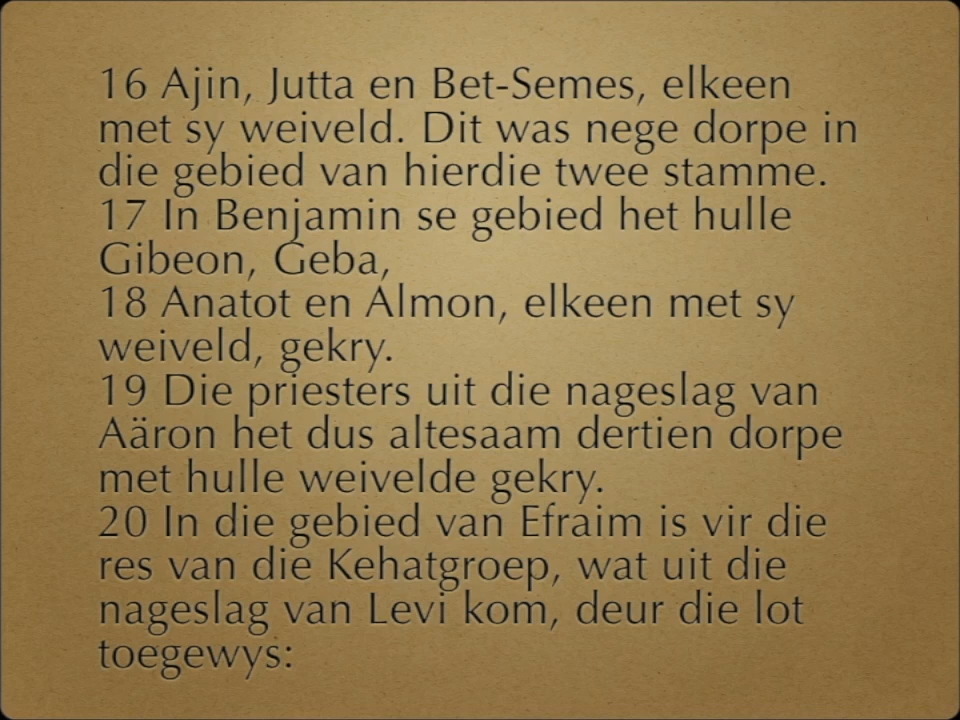 16 Ajin, Jutta en Bet-Semes, elkeen
met sy weiveld. Dit was nege dorpe in
die gebied van hierdie twee stamme.
17 In Benjamin se gebied het hulle
Gibeon, Geba,
18 Anatot en Almon, elkeen met sy
weiveld, gekry.
19 Die priesters uit die nageslag van
Aäron het dus altesaam dertien dorpe
met hulle weivelde gekry.
20 In die gebied van Efraim is vir die
res van die Kehatgroep, wat uit die
nageslag van Levi kom, deur die lot
toegewys: